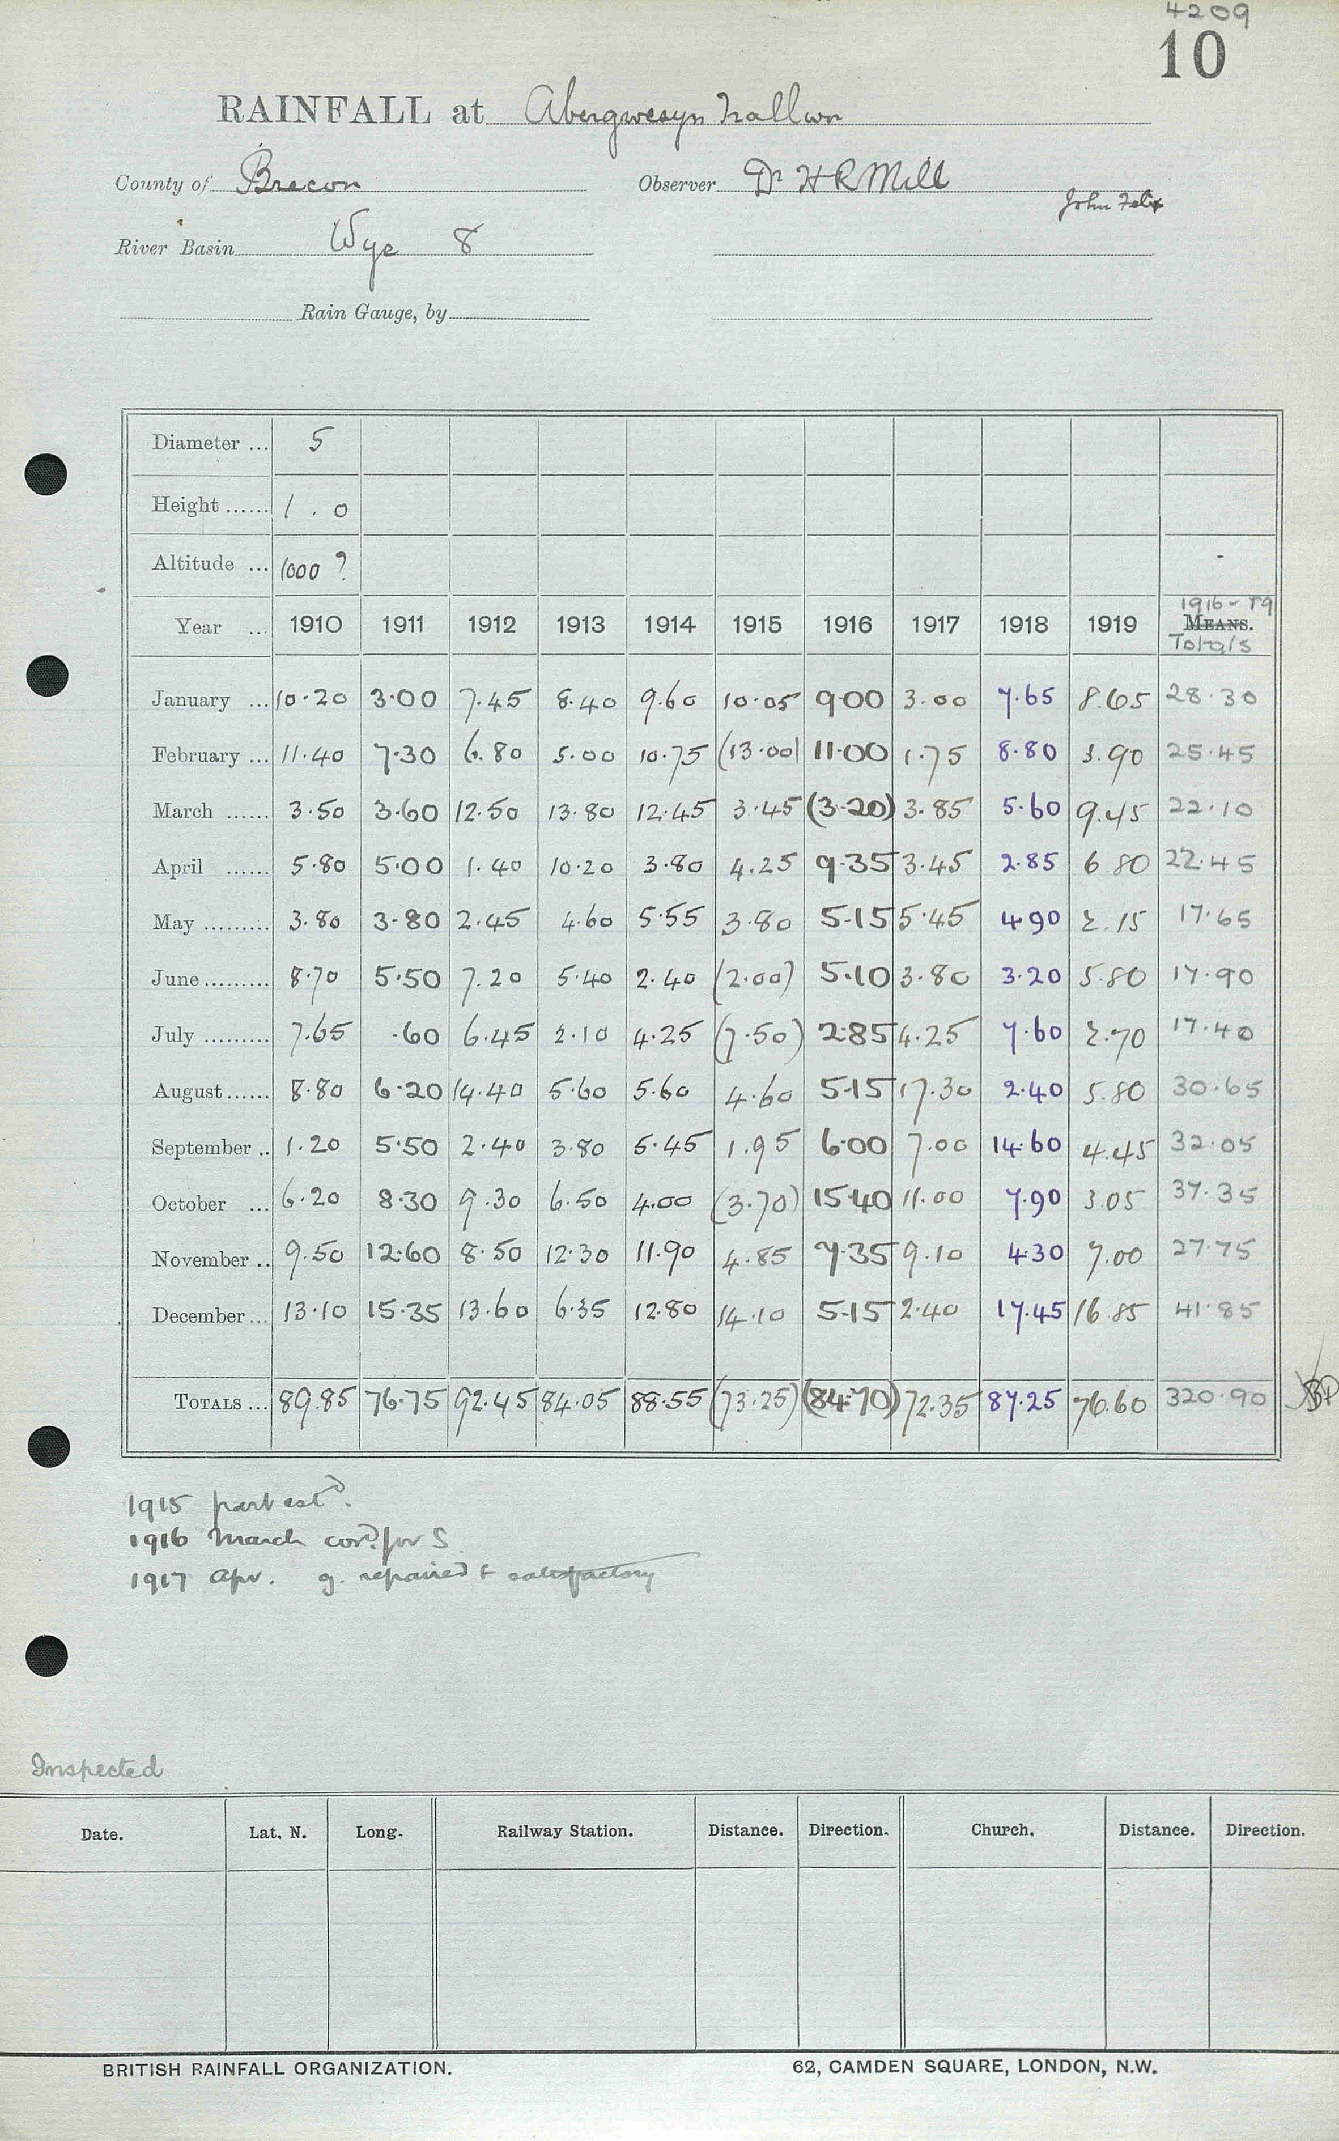 4209
10
RAINFALL at Abergwesyn Trallwm
County of Brecon Observer Dr H R Mill
John
River Basin Wye 8
Rain Gauge, by
Diameter ... 5
Height ...... 1 . 0
Altitude ... 1000 ?
1916-19
Year ... 1910 1911 1912 1913 1914 1915 1916 1917 1918 1919 MEANS.
Totals
January ... 10.20 3.00 7.45 8.40 9.60 10.05 9.00 3.00 7.65 8.65 28.30
February ... 11.40 7.30 6.80 5.00 10.75 (13.00) 11.00 1.75 8.80 3.90 25.45
March ...... 3.50 3.60 12.50 13.80 12.45 3.45 (3.20) 3.85 5.60 9.45 22.10
April ...... 5.80 5.00 1.40 10.20 3.80 4.25 9.35 3.45 2.85 6.80 22.45
May ......... 3.80 3.80 2.45 4.60 5.55 3.80 5.15 5.45 4.90 2.15 17.65
June ......... 8.70 5.50 7.20 5.40 2.40 (2.00) 5.10 3.80 3.20 5.80 17.90
July ......... 7.65 .60 6.45 2.10 4.25 (7.50) 2.85 4.25 7.60 2.70 17.40
August ...... 8.80 6.20 14.40 5.60 5.60 4.60 5.15 17.30 2.40 5.80 30.65
September .. 1.20 5.50 2.40 3.80 5.45 1.95 6.00 7.00 14.60 4.45 32.05
October ... 6.20 8.30 9.30 6.50 4.00 (3.70) 15.40 11.00 7.90 3.05 37.35
November .. 9.50 12.60 8.50 12.30 11.90 4.85 7.35 9.10 4.30 7.00 27.75
December ... 13.10 15.35 13.60 6.35 12.80 14.10 5.15 2.40 17.45 16.85 41.85
TOTALS ... 89.85 76.75 92.45 84.05 88.55 (73.25) (84.70) 72.35 87.25 76.60 320.90
1915 part estd.
1916 March cord. for S.
1917 Apr. g. repaired & satisfactory
Inspected
Date. Lat. N. Long. Railway Station. Distance. Direction. Church. Distance. Direction.
BRITISH RAINFALL ORGANIZATION. 62, CAMDEN SQUARE, LONDON, N.W.